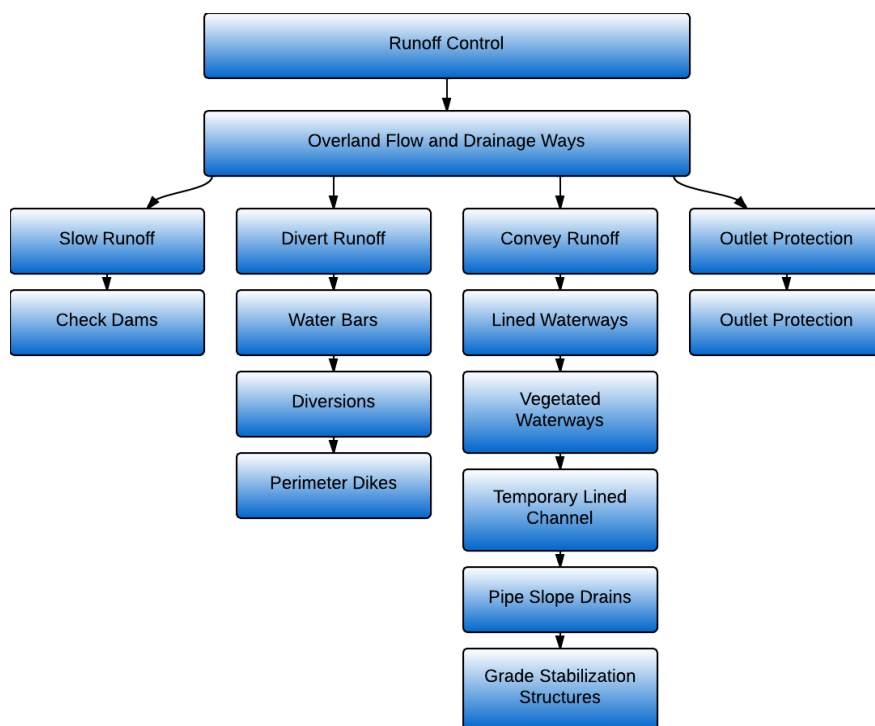 Runoff Control
Overland Flow and Drainage Ways
Slow Runoff
Divert Runoff
Convey Runoff
Outlet Protection
Check Dams
Water Bars
Lined Waterways
Outlet Protection
Diversions
Vegetated
Waterways
Perimeter Dikes
Temporary Lined
Channel
Pipe Slope Drains
Grade Stabilization
Structures